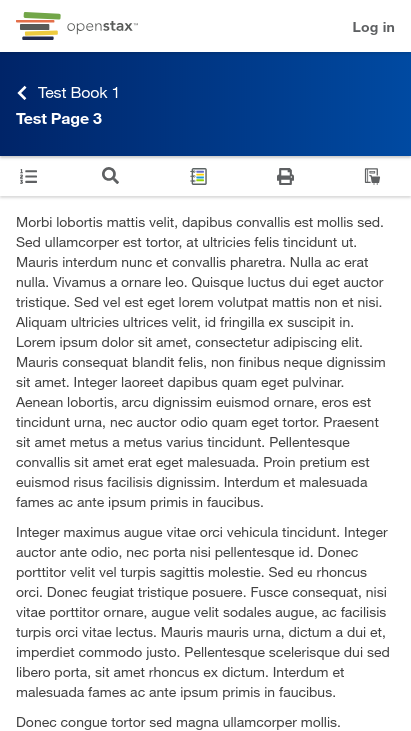 openstax™
Log in
Test Book 1
Test Page 3
Morbi lobortis mattis velit, dapibus convallis est mollis sed.
Sed ullamcorper est tortor, at ultricies felis tincidunt ut.
Mauris interdum nunc et convallis pharetra. Nulla ac erat
nulla. Vivamus a ornare leo. Quisque luctus dui eget auctor
tristique. Sed vel est eget lorem volutpat mattis non et nisi.
Aliquam ultricies ultrices velit, id fringilla ex suscipit in.
Lorem ipsum dolor sit amet, consectetur adipiscing elit.
Mauris consequat blandit felis, non finibus neque dignissim
sit amet. Integer laoreet dapibus quam eget pulvinar.
Aenean lobortis, arcu dignissim euismod ornare, eros est
tincidunt urna, nec auctor odio quam eget tortor. Praesent
sit amet metus a metus varius tincidunt. Pellentesque
convallis sit amet erat eget malesuada. Proin pretium est
euismod risus facilisis dignissim. Interdum et malesuada
fames ac ante ipsum primis in faucibus.
Integer maximus augue vitae orci vehicula tincidunt. Integer
auctor ante odio, nec porta nisi pellentesque id. Donec
porttitor velit vel turpis sagittis molestie. Sed eu rhoncus
orci. Donec feugiat tristique posuere. Fusce consequat, nisi
vitae porttitor ornare, augue velit sodales augue, ac facilisis
turpis orci vitae lectus. Mauris mauris urna, dictum a dui et,
imperdiet commodo justo. Pellentesque scelerisque dui sed
libero porta, sit amet rhoncus ex dictum. Interdum et
malesuada fames ac ante ipsum primis in faucibus.
Donec congue tortor sed magna ullamcorper mollis.